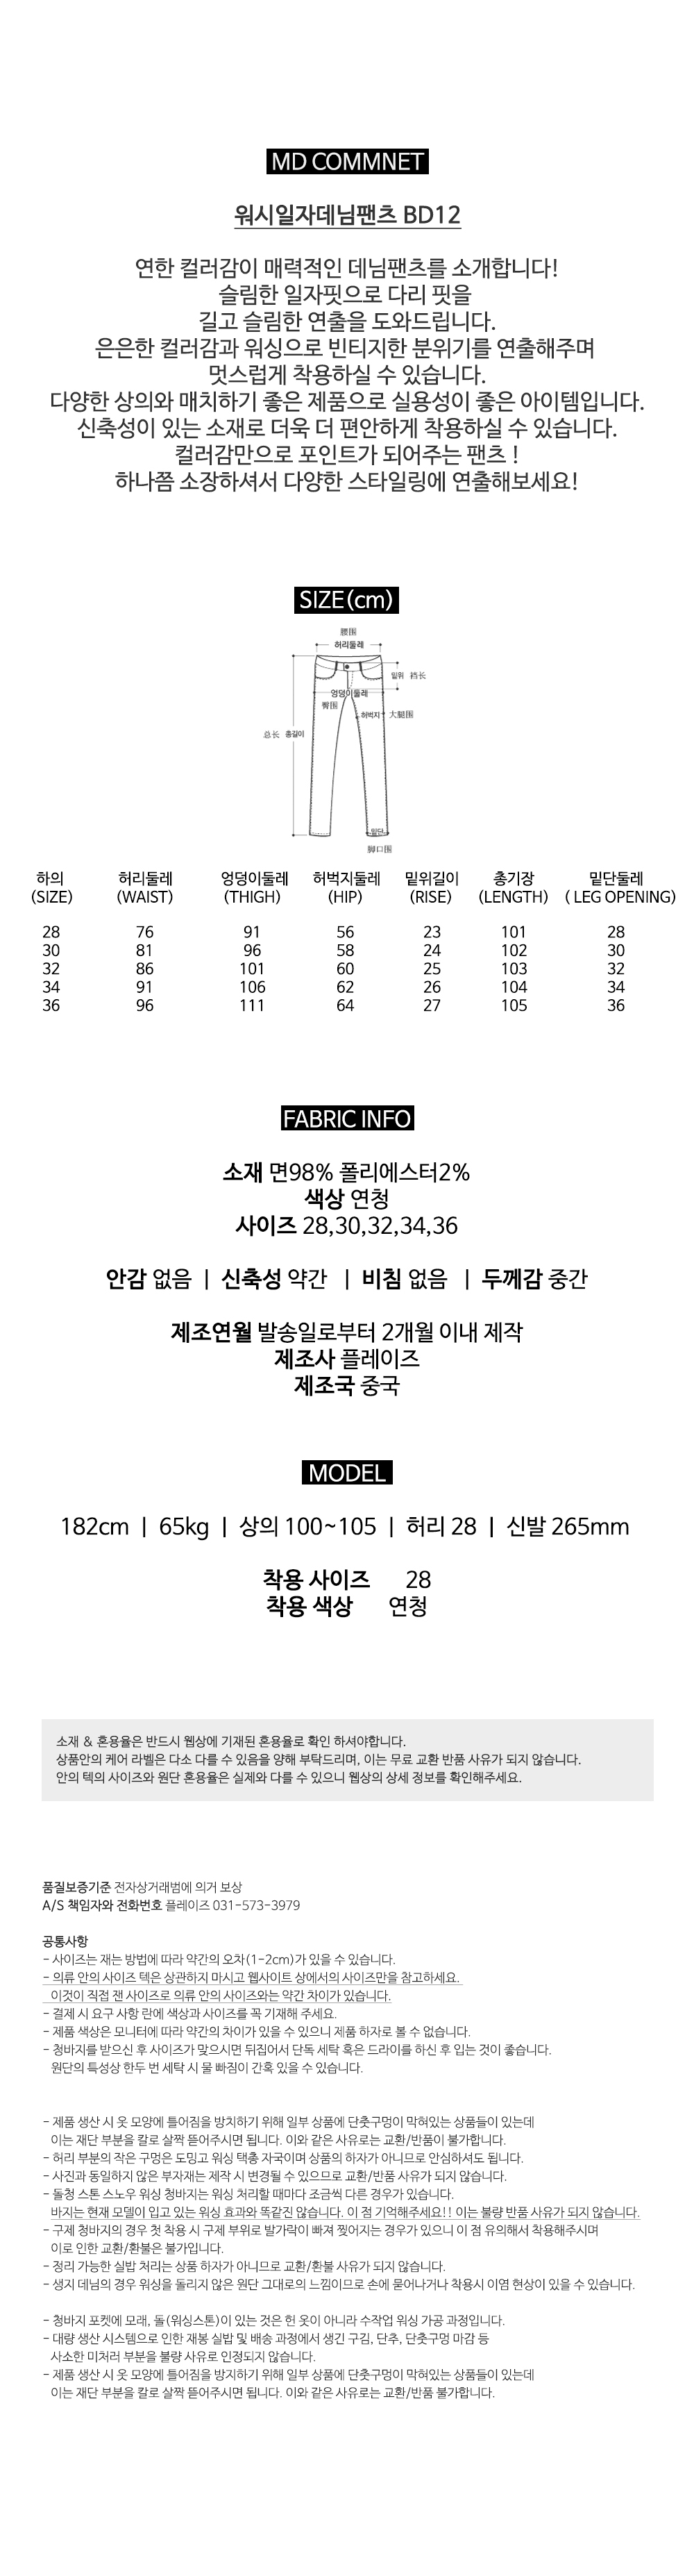 MD COMMNET
워시일자데님팬츠 BD12
연한 컬러감이 매력적인 데님팬츠를 소개합니다!
슬림한 일자핏으로 다리 핏을
길고 슬림한 연출을 도와드립니다.
은은한 컬러감과 워싱으로 빈티지한 분위기를 연출해주며
멋스럽게 착용하실 수 있습니다.
다양한 상의와 매치하기 좋은 제품으로 실용성이 좋은 아이템입니다.
신축성이 있는 소재로 더욱 더 편안하게 착용하실 수 있습니다.
컬러감만으로 포인트가 되어주는 팬츠 !
하나쯤 소장하셔서 다양한 스타일링에 연출해보세요!
SIZE(cm)
腰围
허리둘레
밑위 裆长
엉덩이둘레
臀围
허벅지 大腿围
总长 총길이
밑단
脚口围
하의 허리둘레 엉덩이둘레 허벅지둘레 밑위길이 총기장 밑단둘레
(SIZE) (WAIST) (THIGH) (HIP) (RISE) (LENGTH) ( LEG OPENING)
28 76 91 56 23 101 28
30 81 96 58 24 102 30
32 86 101 60 25 103 32
34 91 106 62 26 104 34
36 96 111 64 27 105 36
FABRIC INFO
소재 면98% 폴리에스터2%
색상 연청
사이즈 28,30,32,34,36
안감 없음 | 신축성 약간 | 비침 없음 | 두께감 중간
제조연월 발송일로부터 2개월 이내 제작
제조사 플레이즈
제조국 중국
MODEL
182cm | 65kg | 상의 100~105 | 허리 28 | 신발 265mm
착용 사이즈 28
착용 색상 연청
소재 & 혼용율은 반드시 웹상에 기재된 혼용율로 확인 하셔야합니다.
상품안의 케어 라벨은 다소 다를 수 있음을 양해 부탁드리며, 이는 무료 교환 반품 사유가 되지 않습니다.
안의 텍의 사이즈와 원단 혼용율은 실제와 다를 수 있으니 웹상의 상세 정보를 확인해주세요.
품질보증기준 전자상거래범에 의거 보상
A/S 책임자와 전화번호 플레이즈 031-573-3979
공통사항
- 사이즈는 재는 방법에 따라 약간의 오차(1-2cm)가 있을 수 있습니다.
- 의류 안의 사이즈 텍은 상관하지 마시고 웹사이트 상에서의 사이즈만을 참고하세요.
이것이 직접 잰 사이즈로 의류 안의 사이즈와는 약간 차이가 있습니다.
- 결제 시 요구 사항 란에 색상과 사이즈를 꼭 기재해 주세요.
- 제품 색상은 모니터에 따라 약간의 차이가 있을 수 있으니 제품 하자로 볼 수 없습니다.
- 청바지를 받으신 후 사이즈가 맞으시면 뒤집어서 단독 세탁 혹은 드라이를 하신 후 입는 것이 좋습니다.
원단의 특성상 한두 번 세탁 시 물 빠짐이 간혹 있을 수 있습니다.
- 제품 생산 시 옷 모양에 틀어짐을 방치하기 위해 일부 상품에 단춧구멍이 막혀있는 상품들이 있는데
이는 재단 부분을 칼로 살짝 뜯어주시면 됩니다. 이와 같은 사유로는 교환/반품이 불가합니다.
- 허리 부분의 작은 구멍은 도밍고 워싱 택총 자국이며 상품의 하자가 아니므로 안심하셔도 됩니다.
- 사진과 동일하지 않은 부자재는 제작 시 변경될 수 있으므로 교환/반품 사유가 되지 않습니다.
- 돌청 스톤 스노우 워싱 청바지는 워싱 처리할 때마다 조금씩 다른 경우가 있습니다.
바지는 현재 모델이 입고 있는 워싱 효과와 똑같진 않습니다. 이 점 기억해주세요!! 이는 불량 반품 사유가 되지 않습니다.
- 구제 청바지의 경우 첫 착용 시 구제 부위로 발가락이 빠져 찢어지는 경우가 있으니 이 점 유의해서 착용해주시며
이로 인한 교환/환불은 불가입니다.
- 정리 가능한 실밥 처리는 상품 하자가 아니므로 교환/환불 사유가 되지 않습니다.
- 생지 데님의 경우 워싱을 돌리지 않은 원단 그대로의 느낌이므로 손에 묻어나거나 착용시 이염 현상이 있을 수 있습니다.
- 청바지 포켓에 모래, 돌(워싱스톤)이 있는 것은 헌 옷이 아니라 수작업 워싱 가공 과정입니다.
- 대량 생산 시스템으로 인한 재봉 실밥 및 배송 과정에서 생긴 구김, 단추, 단춧구멍 마감 등
사소한 미처러 부분을 불량 사유로 인정되지 않습니다.
- 제품 생산 시 옷 모양에 틀어짐을 방지하기 위해 일부 상품에 단춧구멍이 막혀있는 상품들이 있는데
이는 재단 부분을 칼로 살짝 뜯어주시면 됩니다. 이와 같은 사유로는 교환/반품 불가합니다.